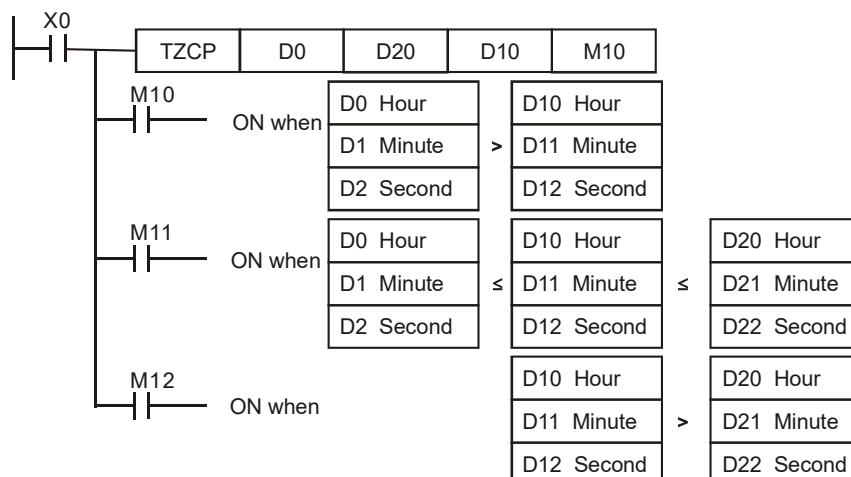 X0
TZCP D0 D20 D10 M10
M10
ON when
D0 Hour D10 Hour
D1 Minute > D11 Minute
D2 Second D12 Second
M11
ON when
D0 Hour D10 Hour D20 Hour
D1 Minute ≤ D11 Minute ≤ D21 Minute
D2 Second D12 Second D22 Second
M12
ON when
D10 Hour D20 Hour
D11 Minute > D21 Minute
D12 Second D22 Second